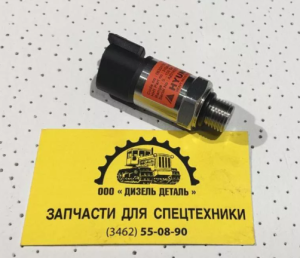 ООО « ДИЗЕЛЬ ДЕТАЛЬ »
ЗАПЧАСТИ ДЛЯ СПЕЦТЕХНИКИ
(3462) 55-08-90